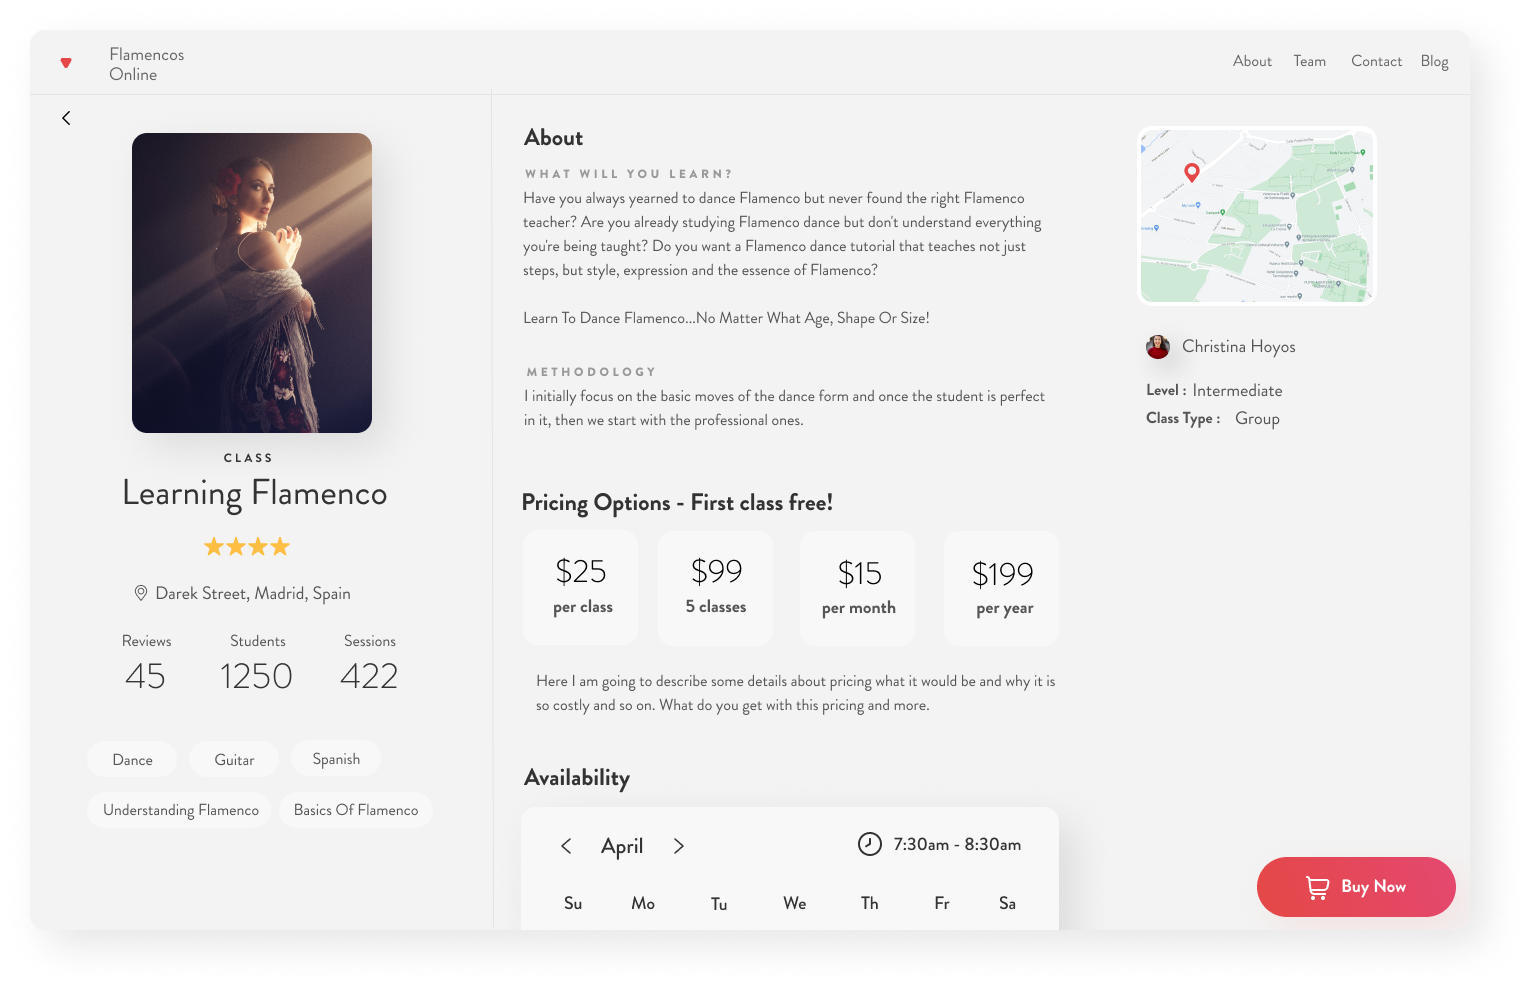 Flamencos
Online
About
Team
Contact
Blog
CLASS
Learning Flamenco
Darek Street, Madrid, Spain
Reviews
Students
Sessions
45
1250
422
Dance
Guitar
Spanish
Understanding Flamenco
Basics Of Flamenco
About
WHAT WILL YOU LEARN?
Have you always yearned to dance Flamenco but never found the right Flamenco
teacher? Are you already studying Flamenco dance but don't understand everything
you're being taught? Do you want a Flamenco dance tutorial that teaches not just
steps, but style, expression and the essence of Flamenco?
Learn To Dance Flamenco...No Matter What Age, Shape Or Size!
METHODOLOGY
I initially focus on the basic moves of the dance form and once the student is perfect
in it, then we start with the professional ones.
Pricing Options - First class free!
$25
per class
$99
5 classes
$15
per month
$199
per year
Here I am going to describe some details about pricing what it would be and why it is
so costly and so on. What do you get with this pricing and more.
Availability
April
7:30am - 8:30am
Su
Mo
Tu
We
Th
Fr
Sa
Christina Hoyos
Level : Intermediate
Class Type : Group
Buy Now